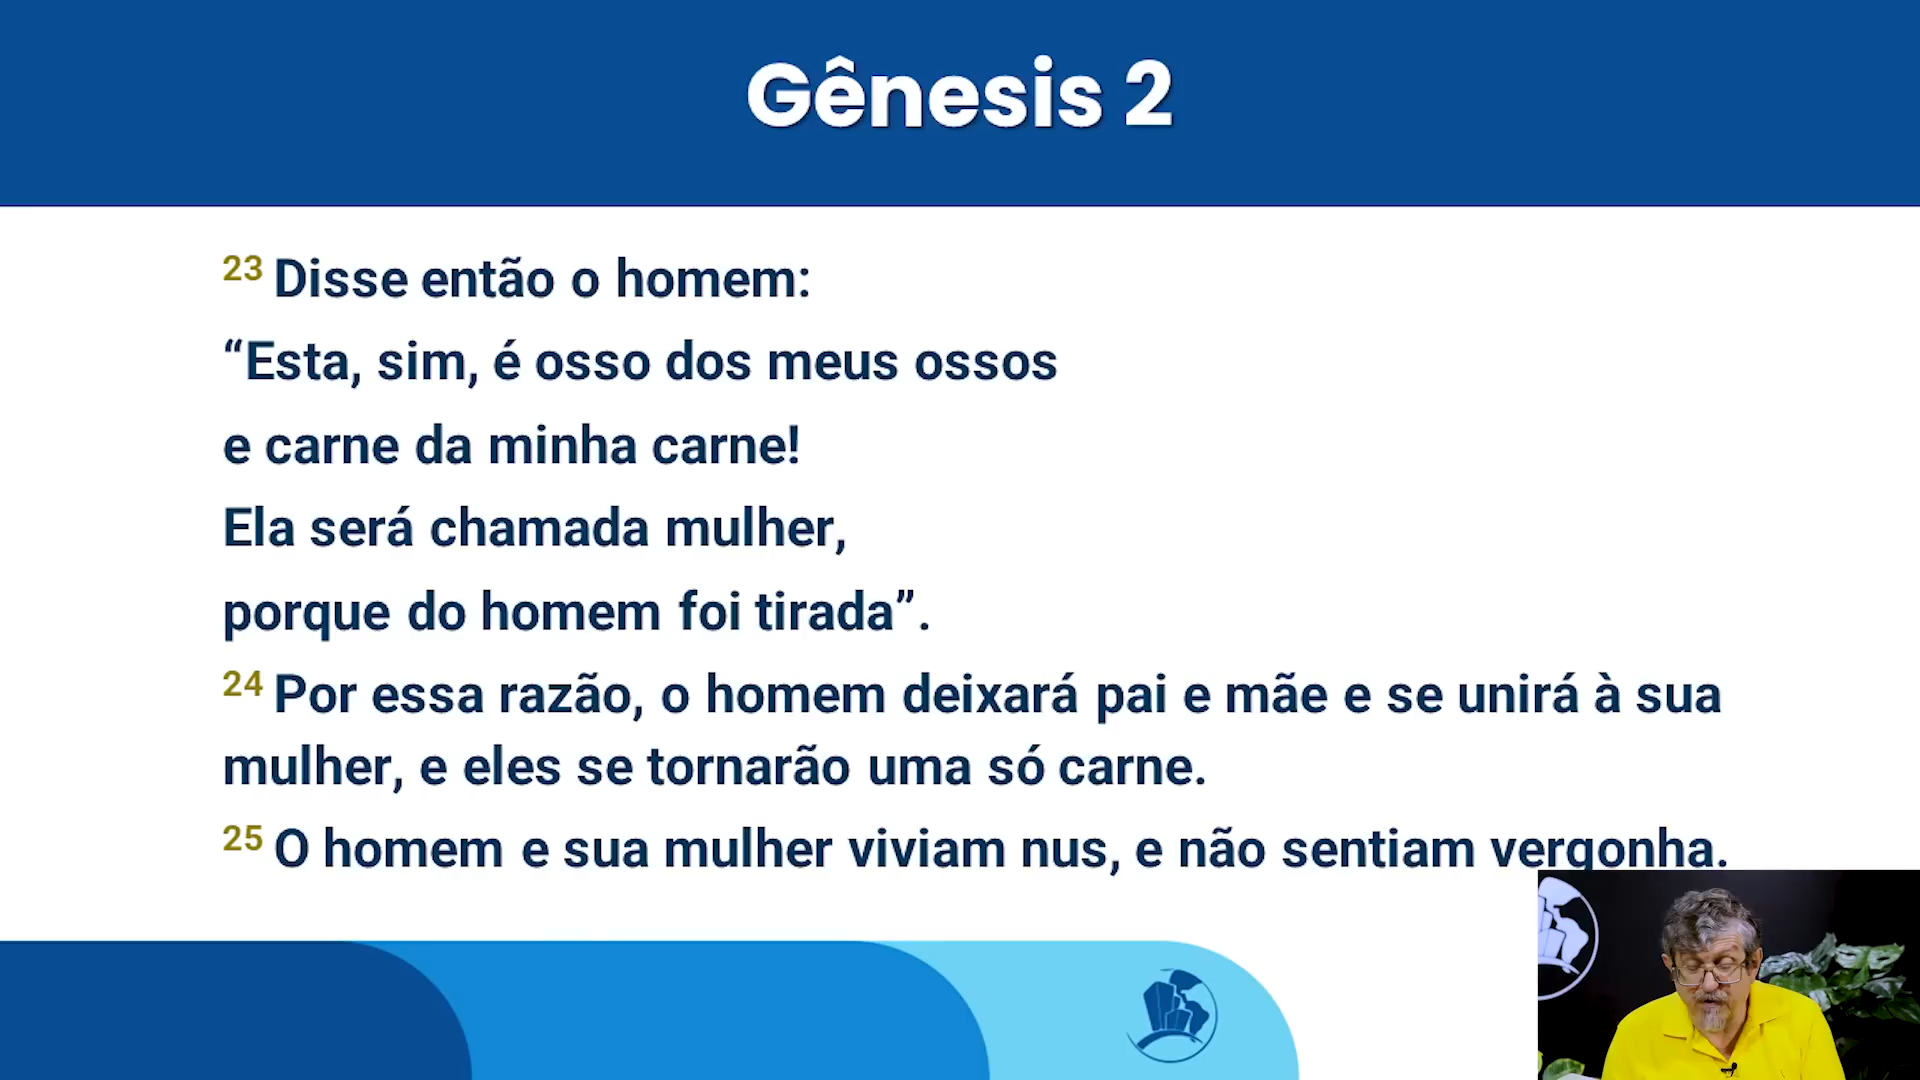 Gênesis 2
23 Disse então o homem:
“Esta, sim, é osso dos meus ossos
e carne da minha carne!
Ela será chamada mulher,
porque do homem foi tirada”.
24 Por essa razão, o homem deixará pai e mãe e se unirá à sua
mulher, e eles se tornarão uma só carne.
25 O homem e sua mulher viviam nus, e não sentiam vergonha.